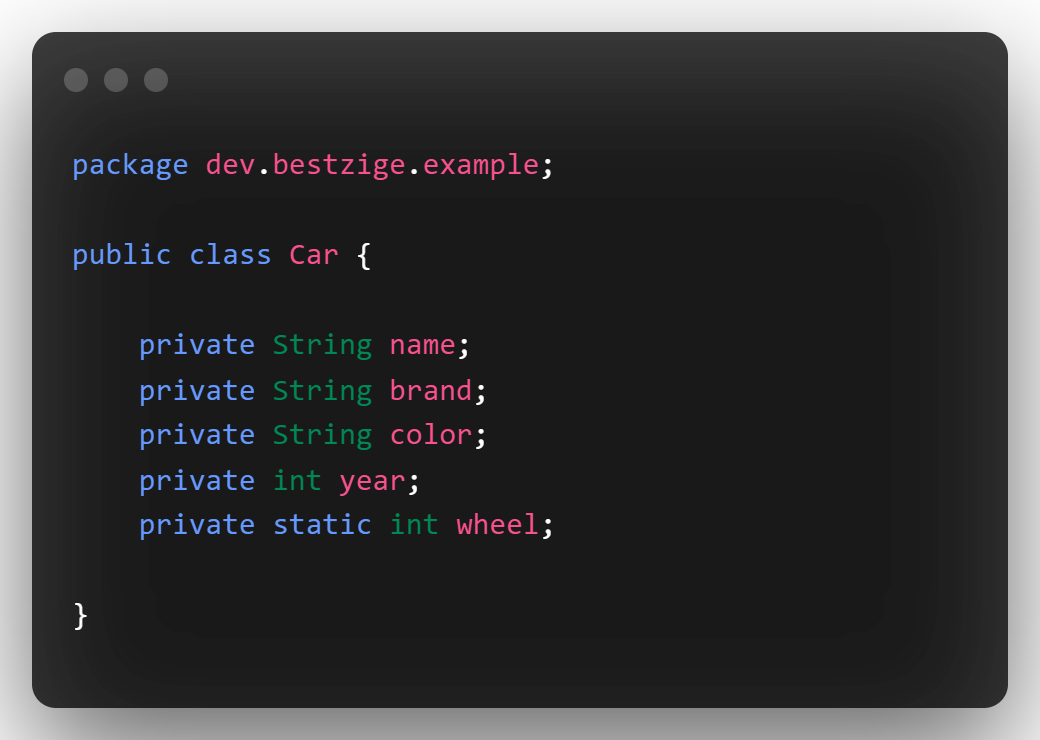 package dev.bestzige.example;
public class Car {
private String name;
private String brand;
private String color;
private int year;
private static int wheel;
}